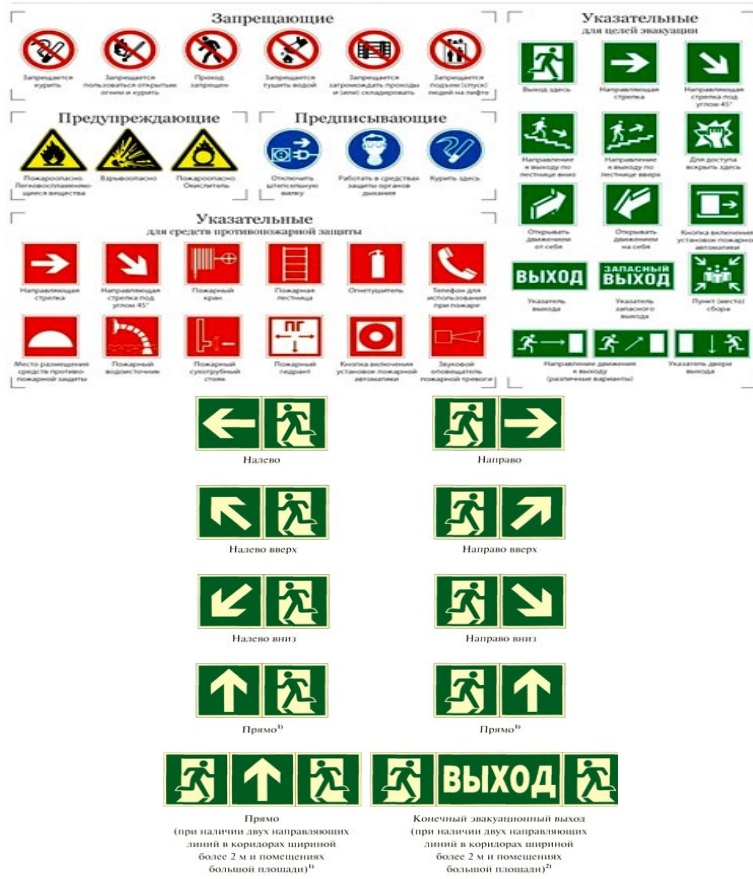 Запрещающие
Запрещается
курить
Запрещается
пользоваться открытым
огнем и курить
Проход
запрещен
Запрещается
тушить водой
Запрещается
загромождать проходы
и (или) складировать
Запрещается
подъем (спуск)
людей на лифте
Предупреждающие
Пожароопасно.
Легковоспламеняю-
щиеся вещества
Взрывоопасно
Пожароопасно.
Окислитель
Предписывающие
Отключить
штепсельную
вилку
Работать в средствах
защиты органов
дыхания
Курить здесь
Указательные
для средств противопожарной защиты
Направляющая
стрелка
Направляющая
стрелка под
углом 45°
Пожарный
кран
Пожарная
лестница
Огнетушитель
Телефон для
использования
при пожаре
ПГ
Место размещения
средств противо-
пожарной защиты
Пожарный
водоисточник
Пожарный
сухотрубный
стояк
Пожарный
гидрант
Кнопка включения
установок пожарной
автоматики
Звуковой
оповещатель
пожарной тревоги
Указательные
для целей эвакуации
Выход здесь
Направляющая
стрелка
Направляющая
стрелка под
углом 45°
Направление
к выходу по
лестнице вниз
Направление
к выходу по
лестнице вверх
Для доступа
вскрыть здесь
Открывать
движением
от себя
Открывать
движением
на себя
Кнопка включения
установок пожарной
автоматики
ВЫХОД
ЗАПАСНЫЙ
ВЫХОД
Указатель
выхода
Указатель
запасного
выхода
Пункт (место)
сбора
Направление движения
к выходу
(различные варианты)
Указатель двери
выхода
Налево
Направо
Налево вверх
Направо вверх
Налево вниз
Направо вниз
Прямо¹⁾
Прямо¹⁾
ВЫХОД
Прямо
(при наличии двух направляющих
линий в коридорах шириной
более 2 м и помещениях
большой площади)¹⁾
Конечный эвакуационный выход
(при наличии двух направляющих
линий в коридорах шириной
более 2 м и помещениях
большой площади)²⁾